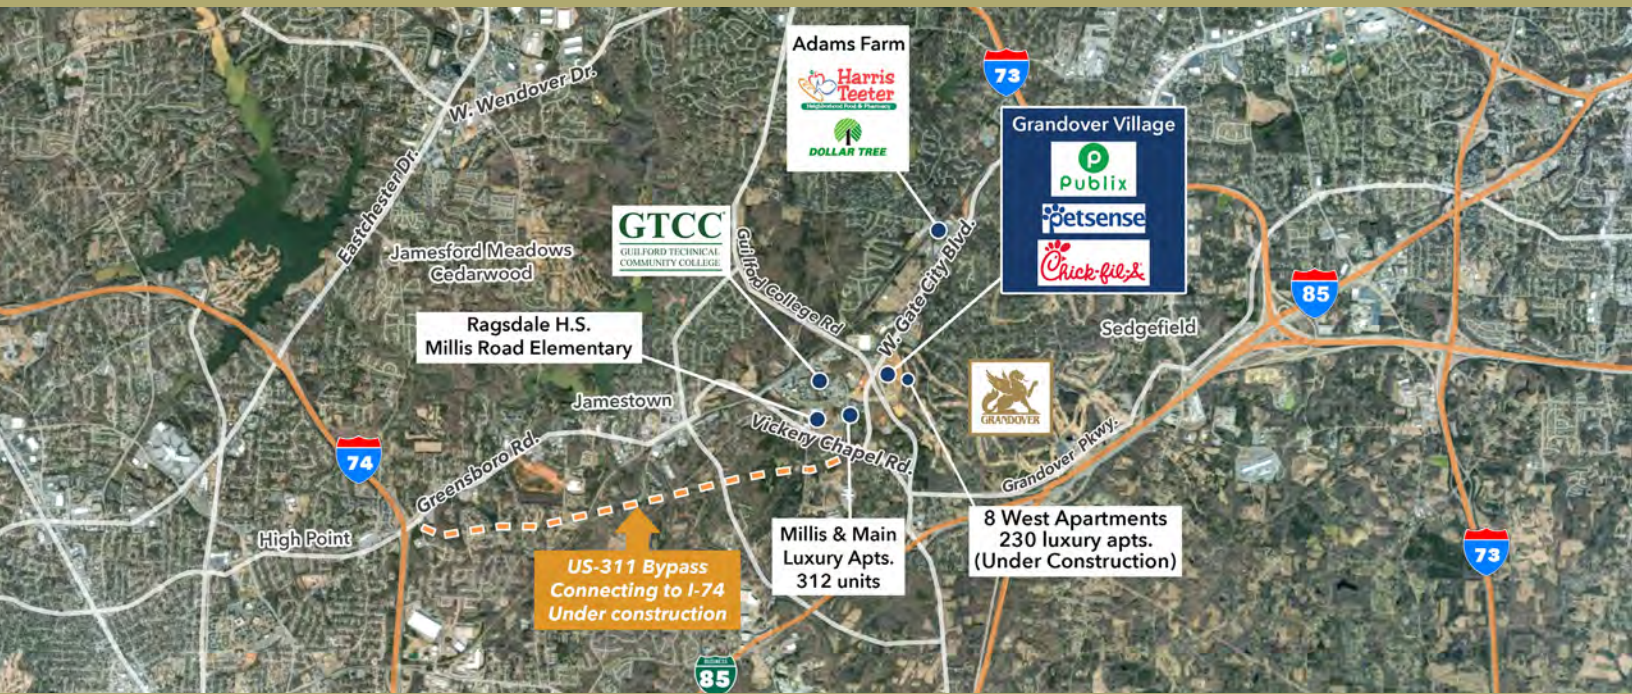 Adams Farm
Harris
Teeter
Neighborhood Food & Pharmacy
DOLLAR TREE
73
Grandover Village
Publix
petsense
Chick-fil-A
W. Wendover Dr.
Eastchester Dr.
GTCC
GUILFORD TECHNICAL
COMMUNITY COLLEGE
Jamesford Meadows
Cedarwood
Guilford College Rd
W. Gate City Blvd.
85
Sedgefield
Ragsdale H.S.
Millis Road Elementary
GRANDOVER
Jamestown
Vickery Chapel Rd.
Grandover Pkwy.
74
Greensboro Rd.
High Point
US-311 Bypass
Connecting to I-74
Under construction
Millis & Main
Luxury Apts.
312 units
8 West Apartments
230 luxury apts.
(Under Construction)
73
BUSINESS
85